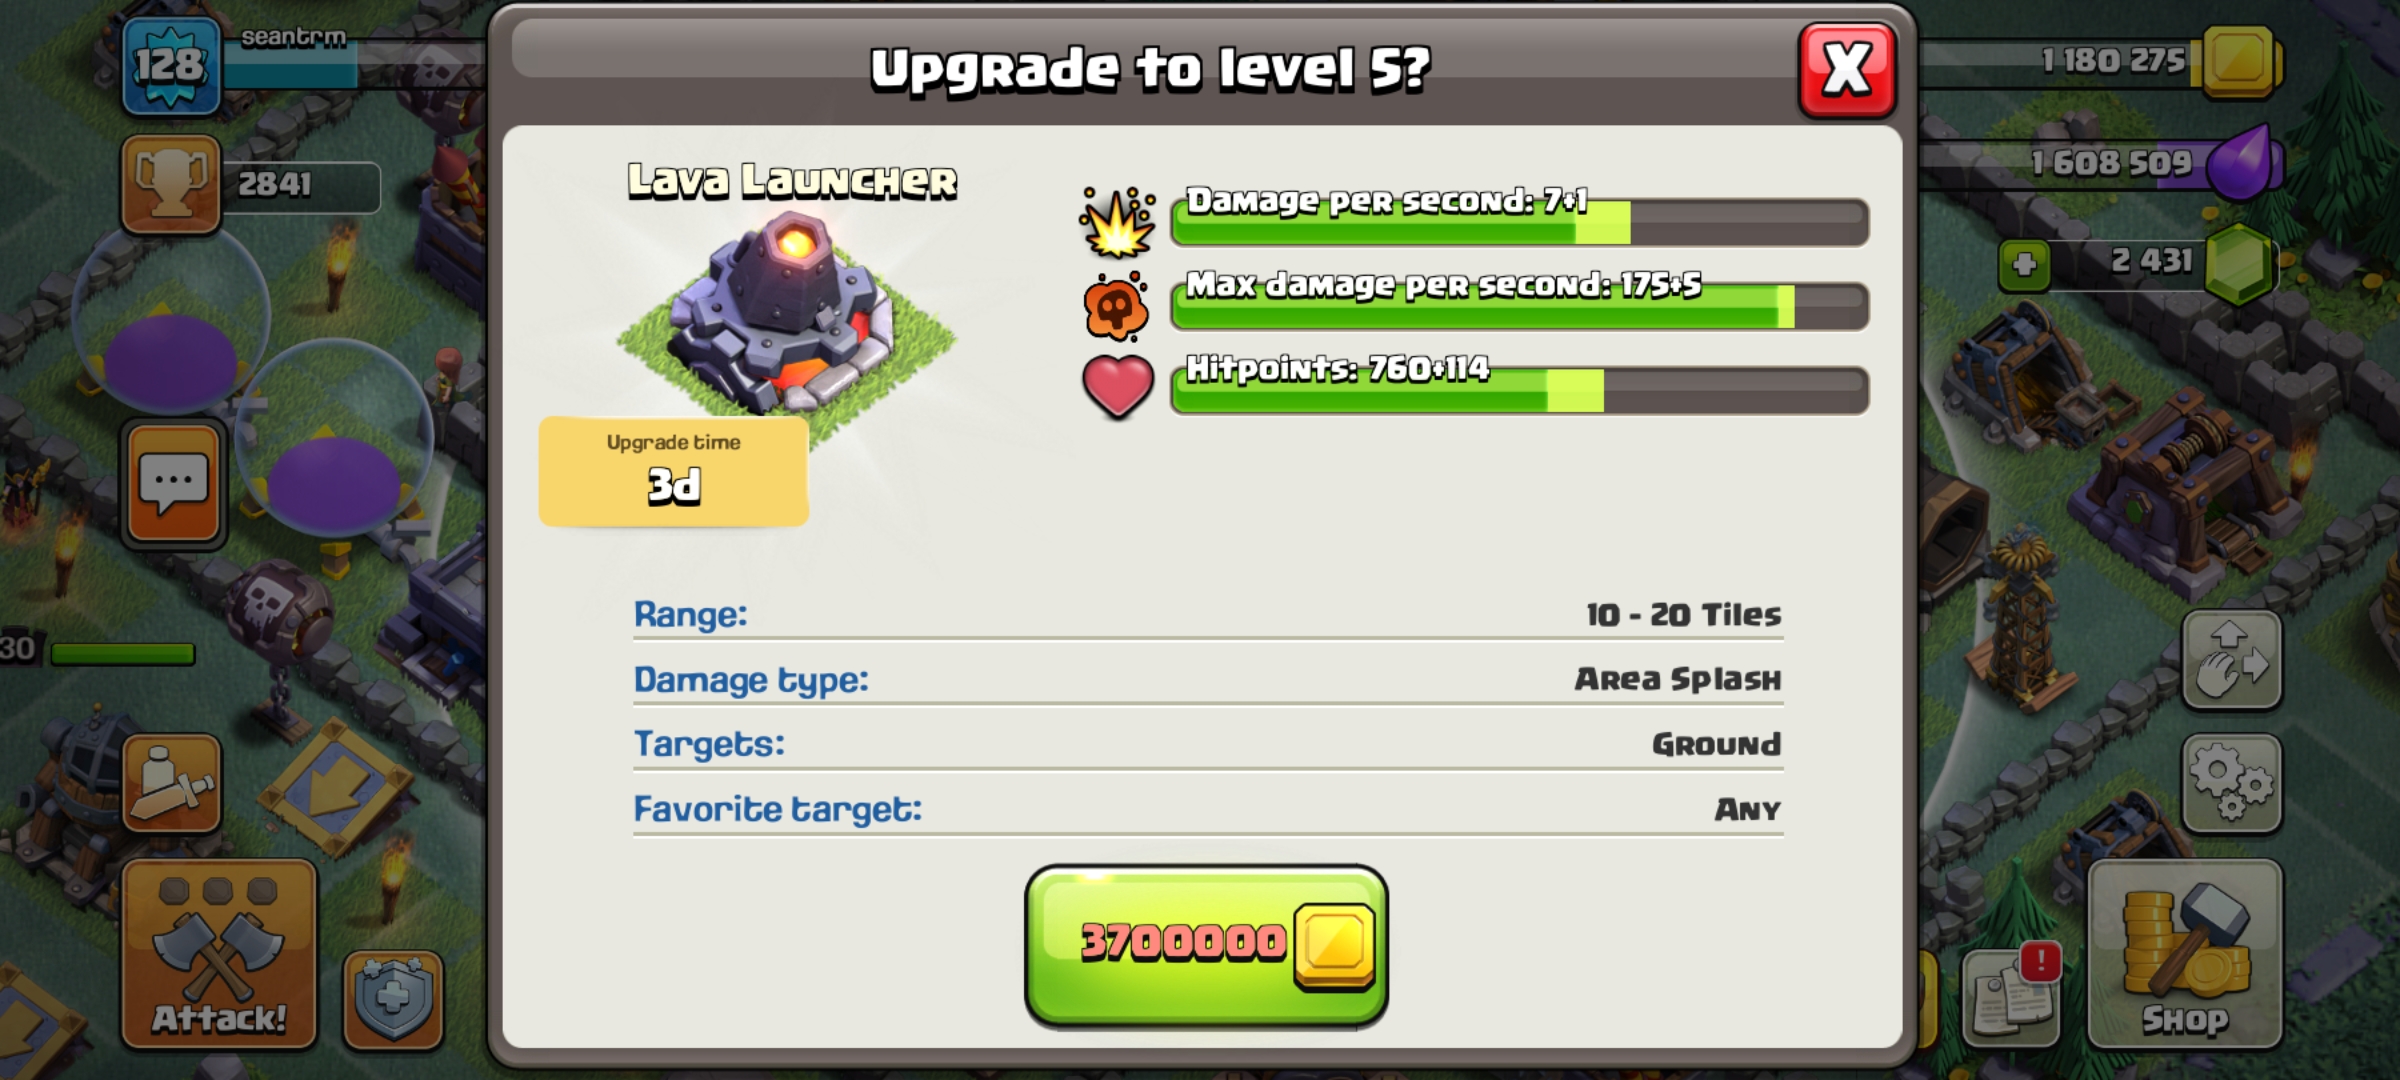 128
seantrm
2841
30
Attack!
Upgrade to level 5?
X
Lava Launcher
Upgrade time
3d
Damage per second: 7+1
Max damage per second: 175+5
Hitpoints: 760+114
Range: 10 - 20 Tiles
Damage type: Area Splash
Targets: Ground
Favorite target: Any
3700000
1 180 275
1 608 509
2 431
!
Shop